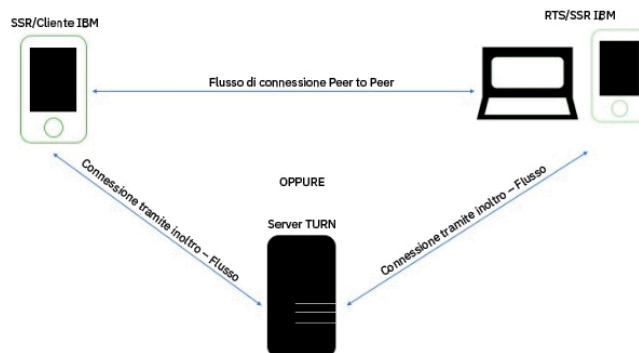 SSR/Cliente IBM
RTS/SSR IBM
Flusso di connessione Peer to Peer
Connessione tramite inoltro – Flusso
OPPURE
Connessione tramite inoltro – Flusso
Server TURN